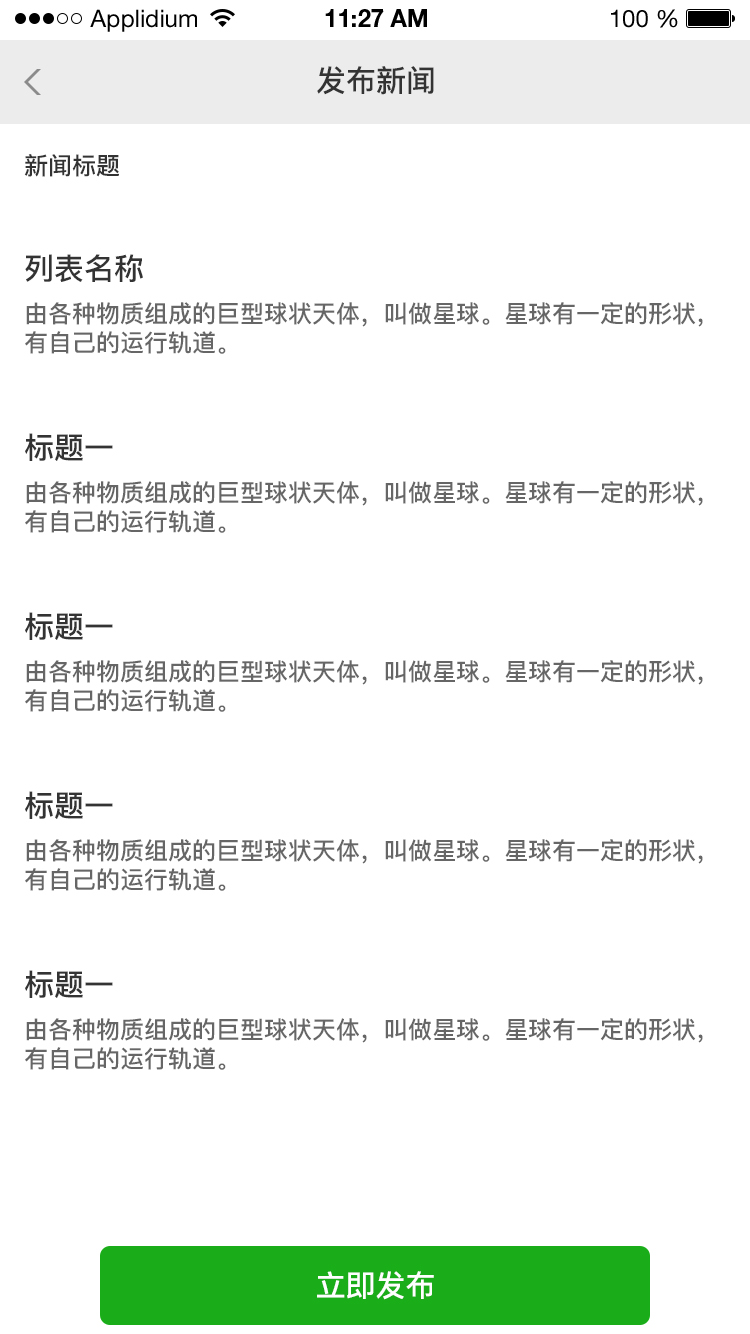 Applidium 11:27 AM 100 %
发布新闻
新闻标题
列表名称
由各种物质组成的巨型球状天体，叫做星球。星球有一定的形状，
有自己的运行轨道。
标题一
由各种物质组成的巨型球状天体，叫做星球。星球有一定的形状，
有自己的运行轨道。
标题一
由各种物质组成的巨型球状天体，叫做星球。星球有一定的形状，
有自己的运行轨道。
标题一
由各种物质组成的巨型球状天体，叫做星球。星球有一定的形状，
有自己的运行轨道。
标题一
由各种物质组成的巨型球状天体，叫做星球。星球有一定的形状，
有自己的运行轨道。
立即发布